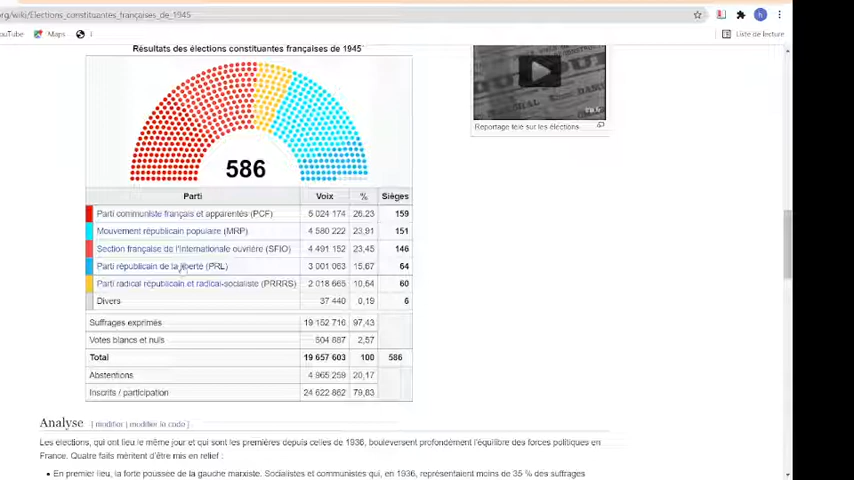 org/wiki/Élections_constituantes_françaises_de_1945
YouTube Maps Liste de lecture
Résultats des élections constituantes françaises de 1945
586
Parti Voix % Sièges
Parti communiste français et apparentés (PCF) 5 024 174 26,23 159
Mouvement républicain populaire (MRP) 4 580 222 23,91 151
Section française de l'Internationale ouvrière (SFIO) 4 491 152 23,45 146
Parti républicain de la liberté (PRL) 3 001 063 15,67 64
Parti radical républicain et radical-socialiste (PRRRS) 2 018 665 10,54 60
Divers 37 440 0,19 6
Suffrages exprimés 19 152 716 97,43
Votes blancs et nuls 504 887 2,57
Total 19 657 603 100 586
Abstentions 4 965 259 20,17
Inscrits / participation 24 622 862 79,83
Reportage télé sur les élections
Analyse [ modifier | modifier le code ]
Les élections, qui ont lieu le même jour et qui sont les premières depuis celles de 1936, bouleversent profondément l'équilibre des forces politiques en
France. Quatre faits méritent d'être mis en relief :
• En premier lieu, la forte poussée de la gauche marxiste. Socialistes et communistes qui, en 1936, représentaient moins de 35 % des suffrages